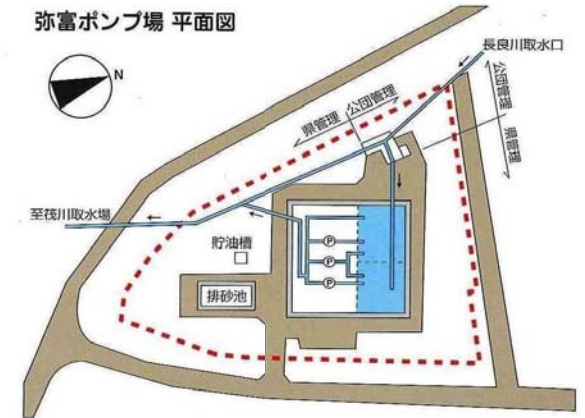 弥富ポンプ場 平面図
N
長良川取水口
公団管理
県管理
公団管理
県管理
至筏川取水場
貯油槽
排砂池
P
P
P